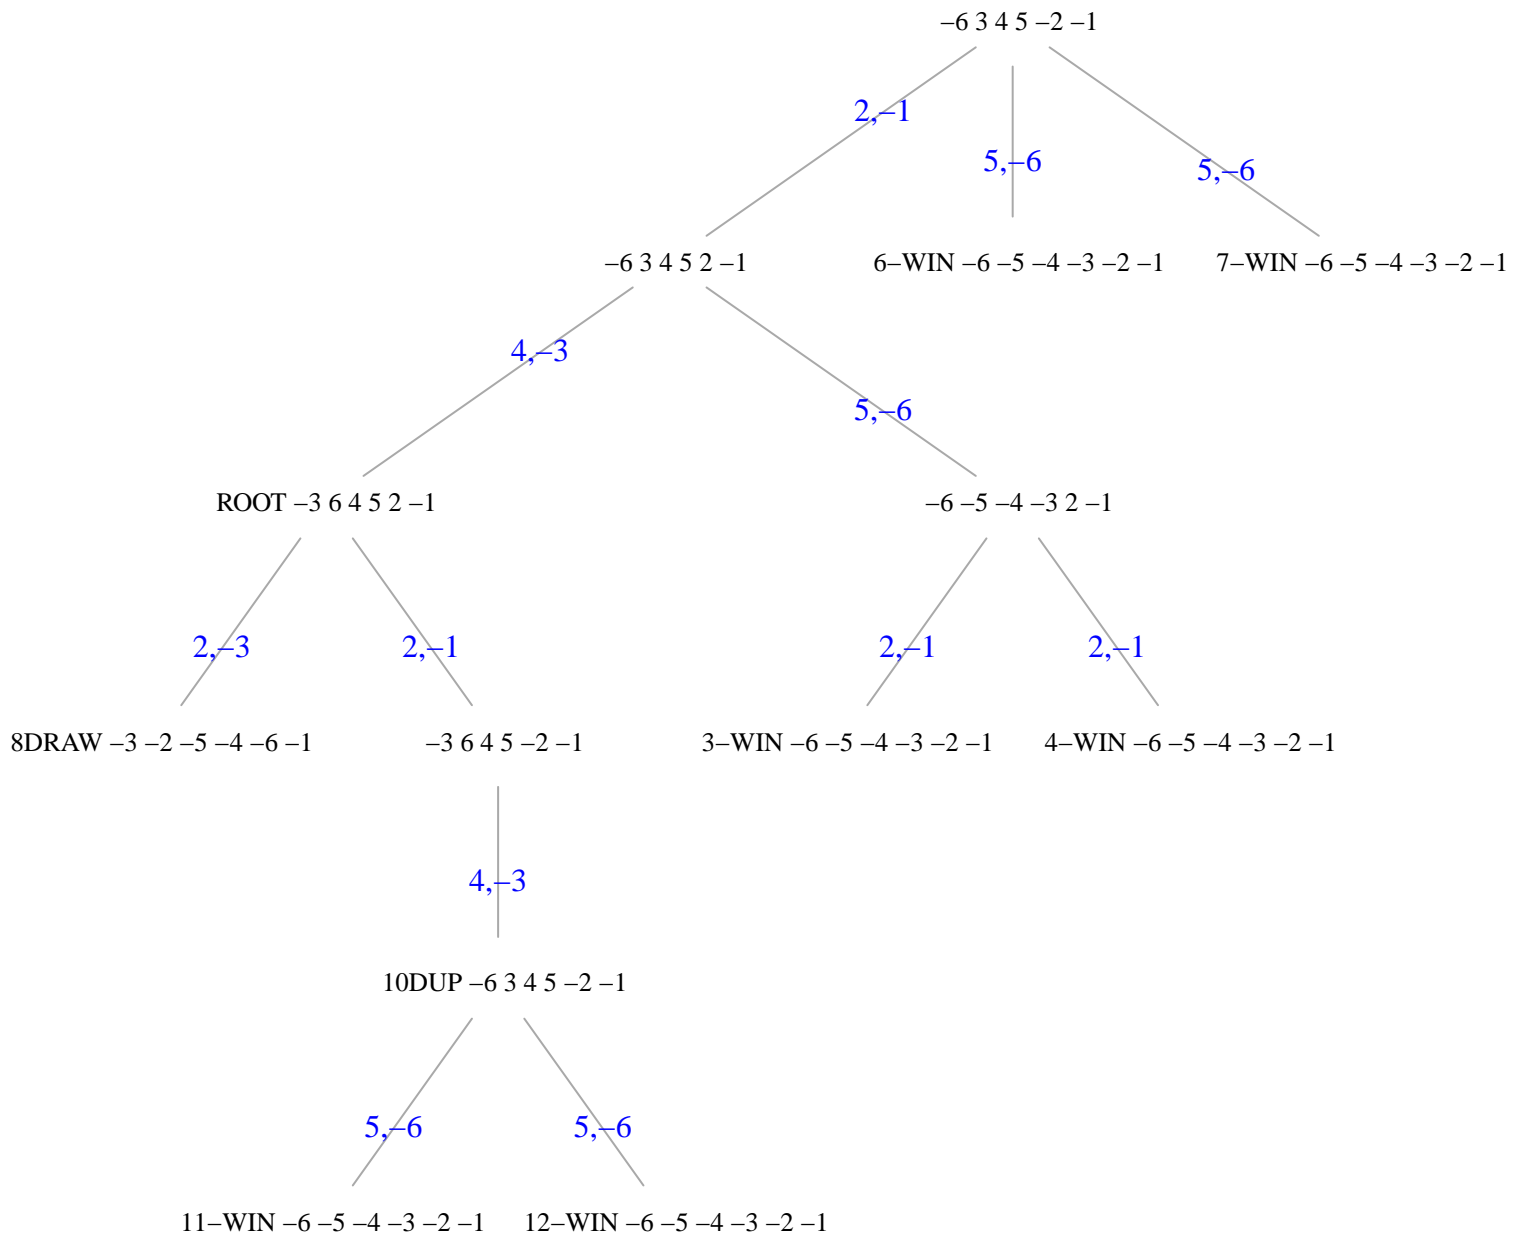 –6 3 4 5 –2 –1
2,–1
5,–6
5,–6
–6 3 4 5 2 –1
6–WIN –6 –5 –4 –3 –2 –1
7–WIN –6 –5 –4 –3 –2 –1
4,–3
5,–6
ROOT –3 6 4 5 2 –1
–6 –5 –4 –3 2 –1
2,–3
2,–1
2,–1
2,–1
8DRAW –3 –2 –5 –4 –6 –1
–3 6 4 5 –2 –1
3–WIN –6 –5 –4 –3 –2 –1
4–WIN –6 –5 –4 –3 –2 –1
4,–3
10DUP –6 3 4 5 –2 –1
5,–6
5,–6
11–WIN –6 –5 –4 –3 –2 –1
12–WIN –6 –5 –4 –3 –2 –1